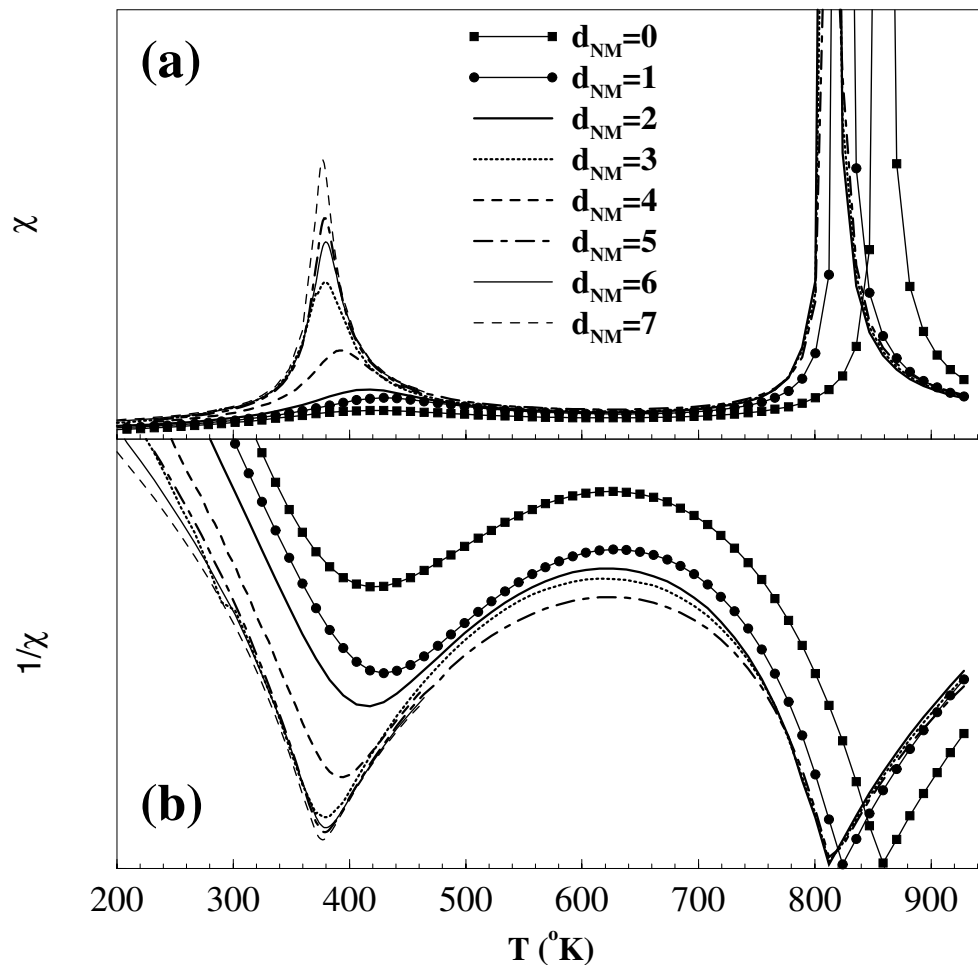 (a)
χ
d_NM=0
d_NM=1
d_NM=2
d_NM=3
d_NM=4
d_NM=5
d_NM=6
d_NM=7
(b)
1/χ
200 300 400 500 600 700 800 900
T (°K)